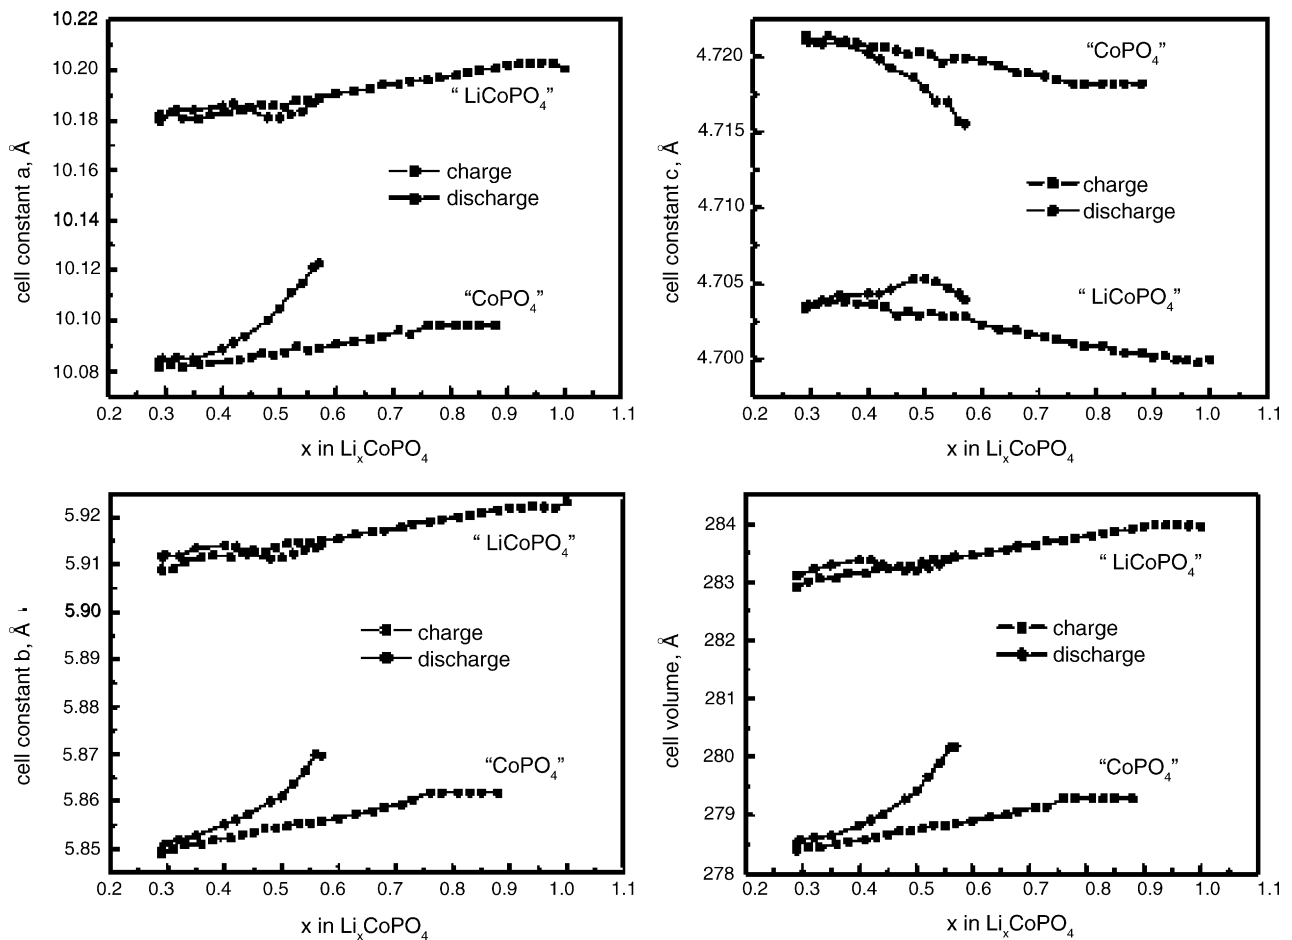 10.22
10.20
10.18
10.16
10.14
10.12
10.10
10.08
cell constant a, Å
“ LiCoPO₄”
charge
discharge
“CoPO₄”
0.2 0.3 0.4 0.5 0.6 0.7 0.8 0.9 1.0 1.1
x in LiₓCoPO₄
4.720
4.715
4.710
4.705
4.700
cell constant c, Å
“CoPO₄”
charge
discharge
“ LiCoPO₄”
0.2 0.3 0.4 0.5 0.6 0.7 0.8 0.9 1.0 1.1
x in LiₓCoPO₄
5.92
5.91
5.90
5.89
5.88
5.87
5.86
5.85
cell constant b, Å
“ LiCoPO₄”
charge
discharge
“CoPO₄”
0.2 0.3 0.4 0.5 0.6 0.7 0.8 0.9 1.0 1.1
x in LiₓCoPO₄
284
283
282
281
280
279
278
cell volume, Å
“ LiCoPO₄”
charge
discharge
“CoPO₄”
0.2 0.3 0.4 0.5 0.6 0.7 0.8 0.9 1.0 1.1
x in LiₓCoPO₄